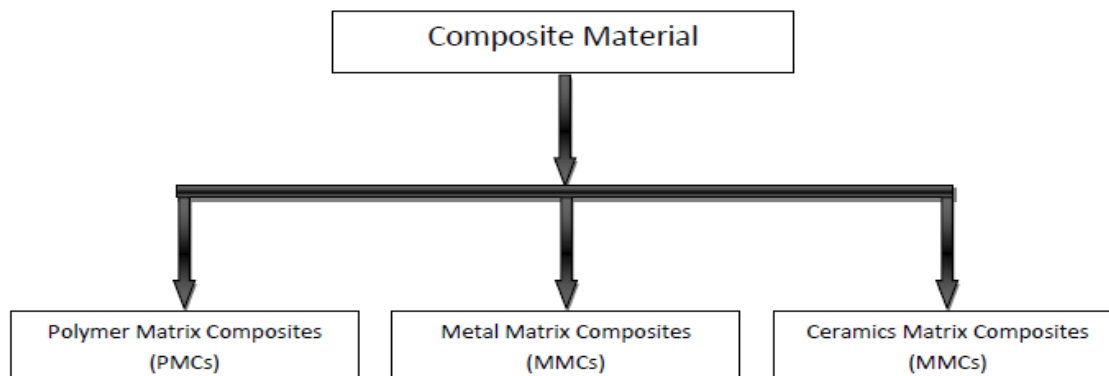 Composite Material
Polymer Matrix Composites
(PMCs)
Metal Matrix Composites
(MMCs)
Ceramics Matrix Composites
(MMCs)